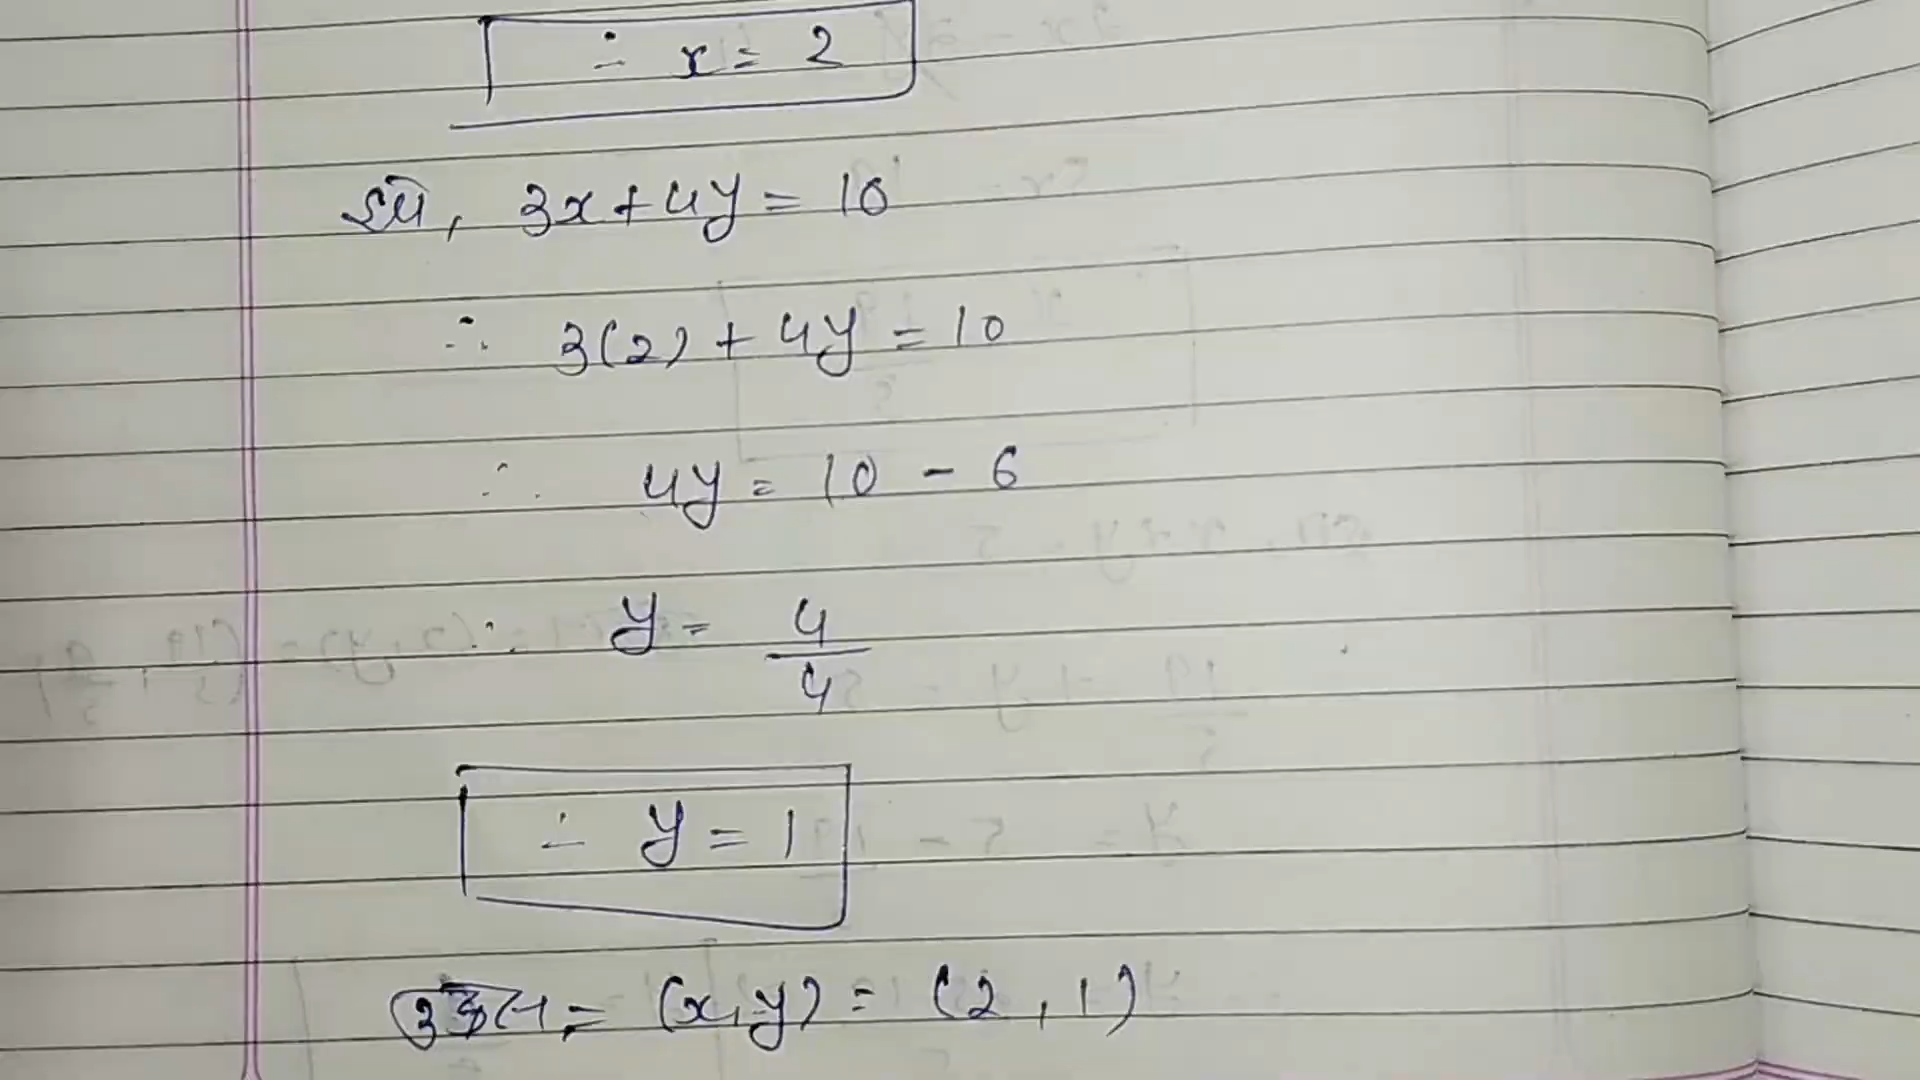 ∴ x = 2
હવે, 3x + 4y = 10
∴ 3(2) + 4y = 10
∴ 4y = 10 - 6
∴ y = 4/4
∴ y = 1
ઉકેલ = (x, y) = (2, 1)